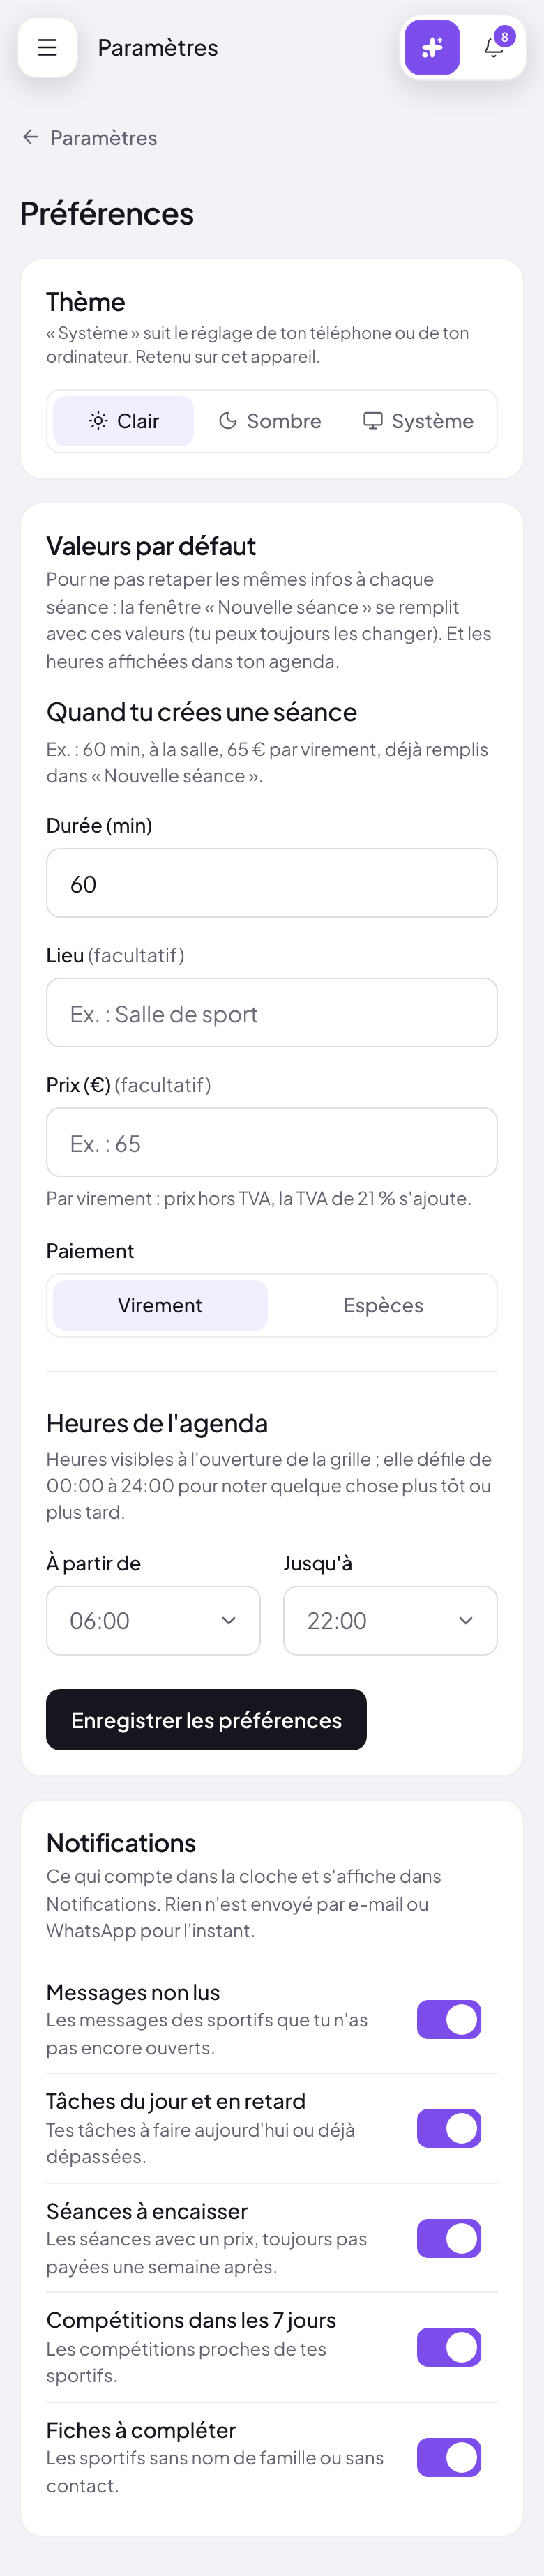 Paramètres
8
Paramètres
Préférences
Thème
« Système » suit le réglage de ton téléphone ou de ton
ordinateur. Retenu sur cet appareil.
Clair
Sombre
Système
Valeurs par défaut
Pour ne pas retaper les mêmes infos à chaque
séance : la fenêtre « Nouvelle séance » se remplit
avec ces valeurs (tu peux toujours les changer). Et les
heures affichées dans ton agenda.
Quand tu crées une séance
Ex. : 60 min, à la salle, 65 € par virement, déjà remplis
dans « Nouvelle séance ».
Durée (min)
60
Lieu (facultatif)
Ex. : Salle de sport
Prix (€) (facultatif)
Ex. : 65
Par virement : prix hors TVA, la TVA de 21 % s'ajoute.
Paiement
Virement
Espèces
Heures de l'agenda
Heures visibles à l'ouverture de la grille ; elle défile de
00:00 à 24:00 pour noter quelque chose plus tôt ou
plus tard.
À partir de
Jusqu'à
06:00
22:00
Enregistrer les préférences
Notifications
Ce qui compte dans la cloche et s'affiche dans
Notifications. Rien n'est envoyé par e-mail ou
WhatsApp pour l'instant.
Messages non lus
Les messages des sportifs que tu n'as
pas encore ouverts.
Tâches du jour et en retard
Tes tâches à faire aujourd'hui ou déjà
dépassées.
Séances à encaisser
Les séances avec un prix, toujours pas
payées une semaine après.
Compétitions dans les 7 jours
Les compétitions proches de tes
sportifs.
Fiches à compléter
Les sportifs sans nom de famille ou sans
contact.